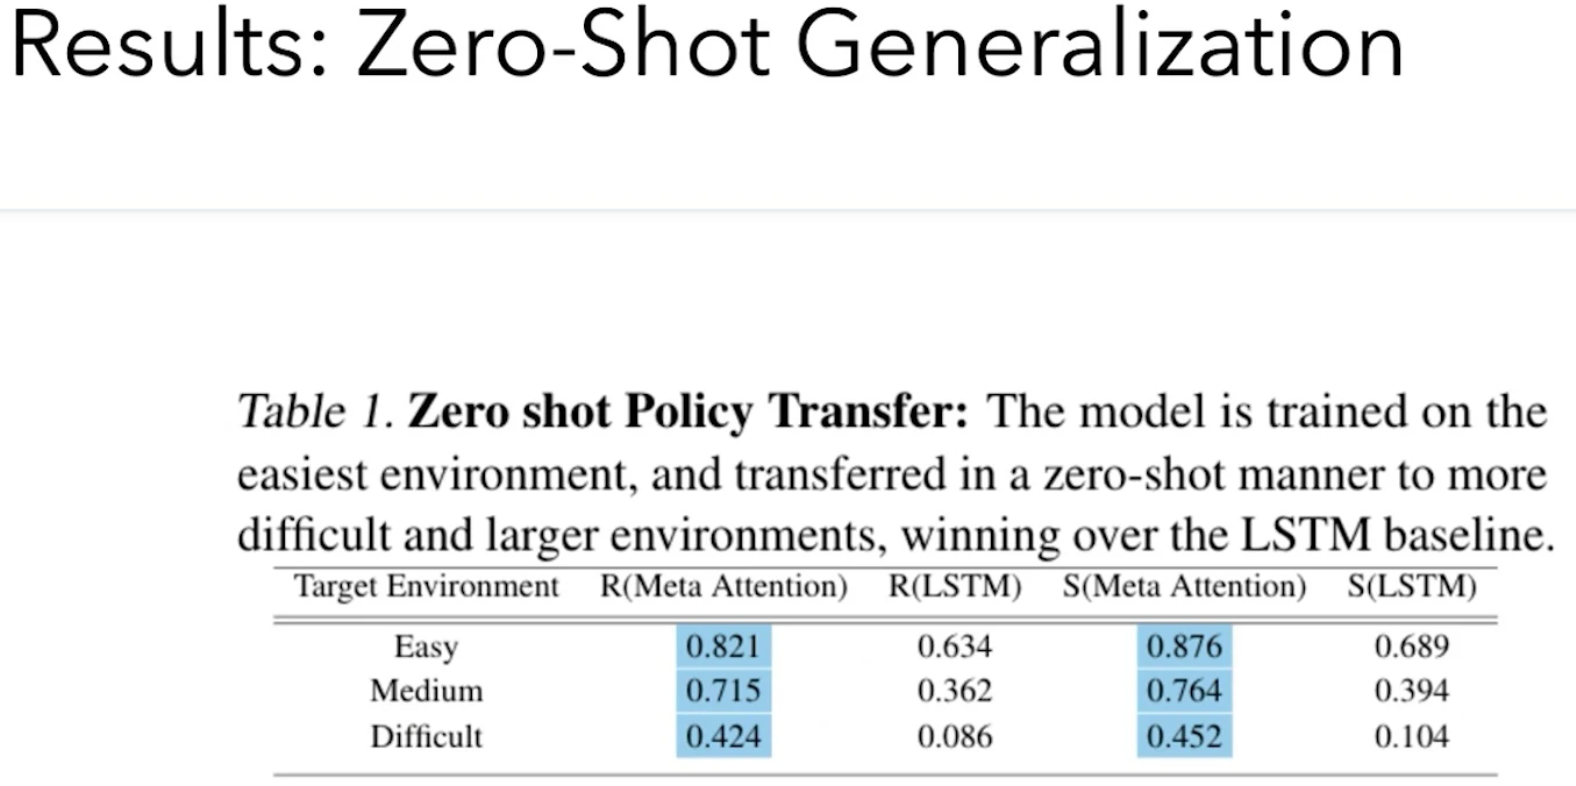 Results: Zero-Shot Generalization
Table 1. Zero shot Policy Transfer: The model is trained on the
easiest environment, and transferred in a zero-shot manner to more
difficult and larger environments, winning over the LSTM baseline.
Target Environment R(Meta Attention) R(LSTM) S(Meta Attention) S(LSTM)
Easy 0.821 0.634 0.876 0.689
Medium 0.715 0.362 0.764 0.394
Difficult 0.424 0.086 0.452 0.104